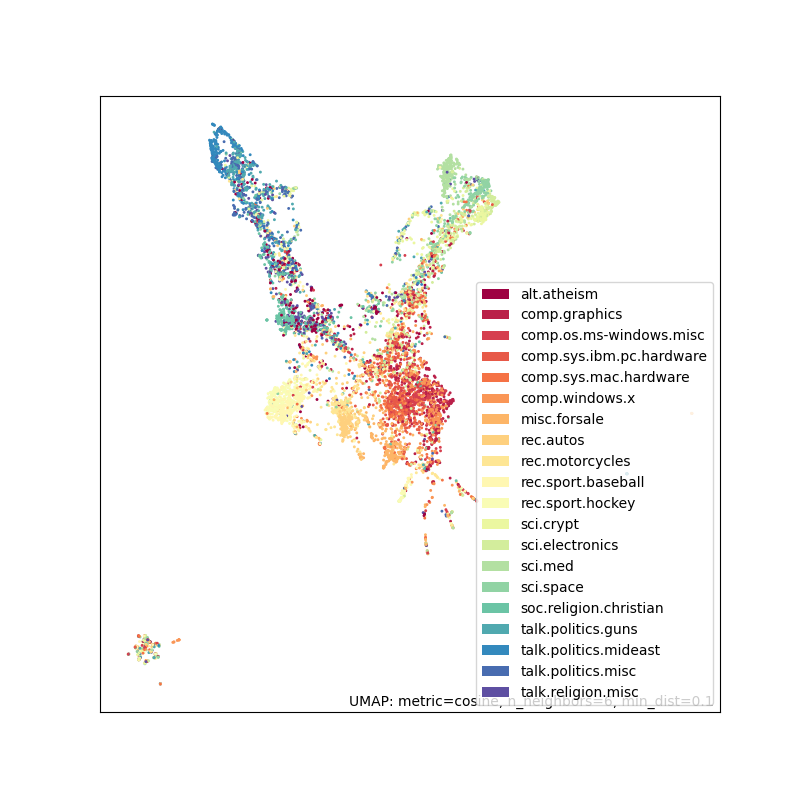 alt.atheism
comp.graphics
comp.os.ms-windows.misc
comp.sys.ibm.pc.hardware
comp.sys.mac.hardware
comp.windows.x
misc.forsale
rec.autos
rec.motorcycles
rec.sport.baseball
rec.sport.hockey
sci.crypt
sci.electronics
sci.med
sci.space
soc.religion.christian
talk.politics.guns
talk.politics.mideast
talk.politics.misc
talk.religion.misc
UMAP: metric=cosine, n_neighbors=6, min_dist=0.1